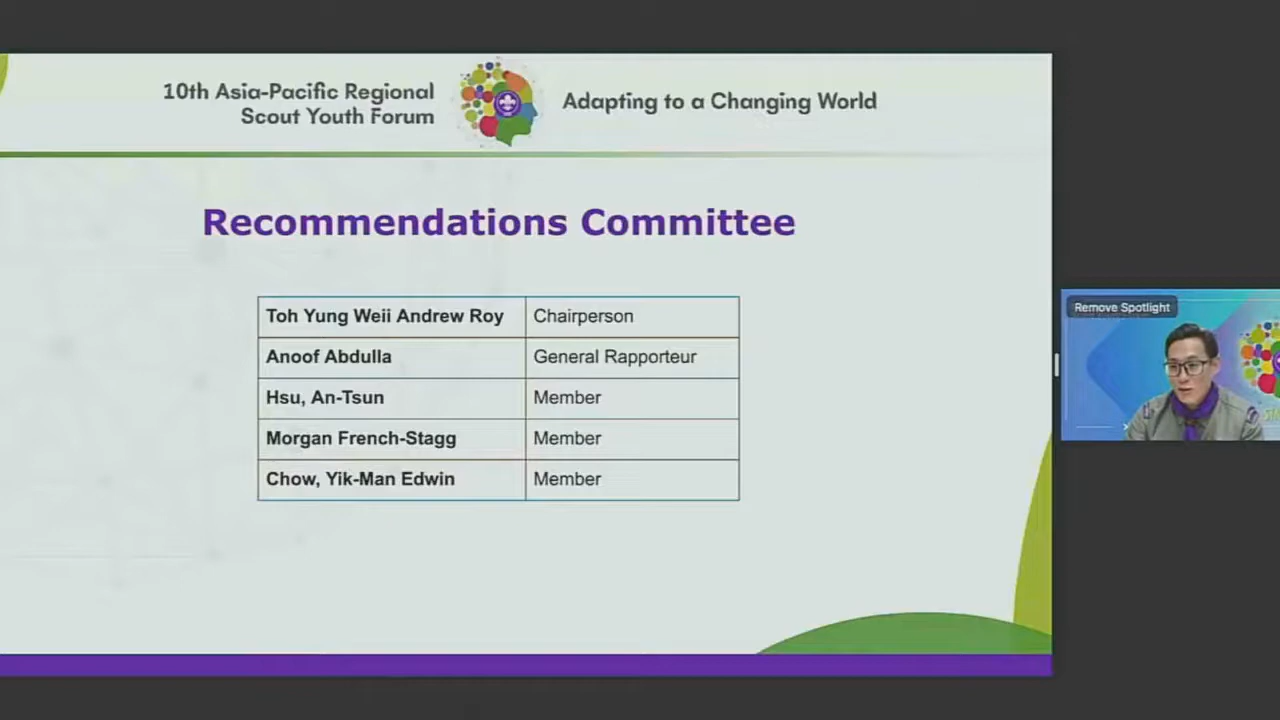 10th Asia-Pacific Regional
Scout Youth Forum
Adapting to a Changing World
Recommendations Committee
Toh Yung Weii Andrew Roy Chairperson
Anoof Abdulla General Rapporteur
Hsu, An-Tsun Member
Morgan French-Stagg Member
Chow, Yik-Man Edwin Member
Remove Spotlight